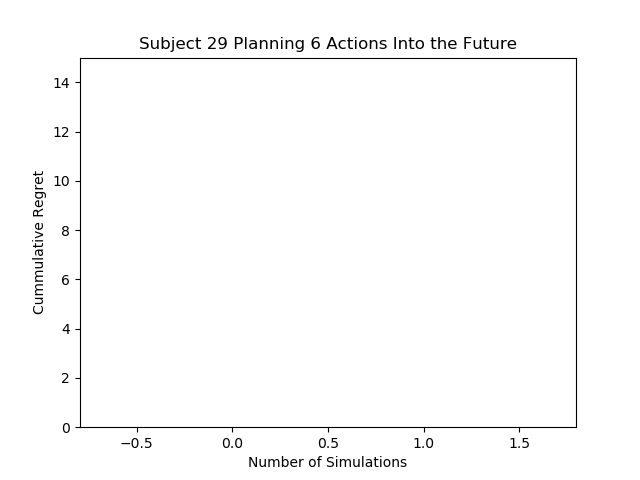 Subject 29 Planning 6 Actions Into the Future
14
12
10
8
6
4
2
0
Cummulative Regret
−0.5 0.0 0.5 1.0 1.5
Number of Simulations